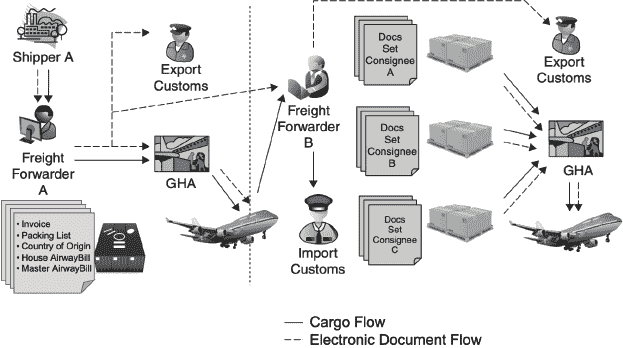 Shipper A
Export
Customs
Freight
Forwarder
A
GHA
• Invoice
• Packing List
• Country of Origin
• House AirwayBill
• Master AirwayBill
Freight
Forwarder
B
Import
Customs
Docs
Set
Consignee
A
Docs
Set
Consignee
B
Docs
Set
Consignee
C
Export
Customs
GHA
Cargo Flow
Electronic Document Flow